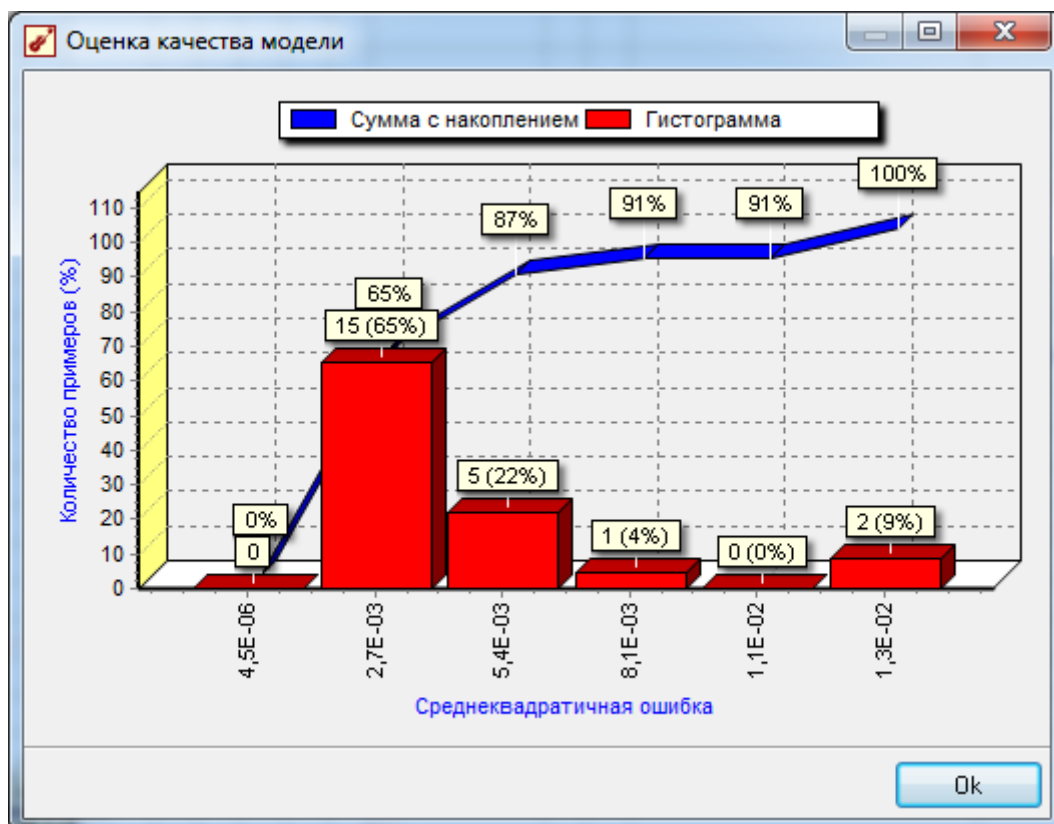 Оценка качества модели
Сумма с накоплением Гистограмма
100%
91% 91%
87%
65%
15 (65%)
5 (22%)
0%
0
1 (4%)
0 (0%)
2 (9%)
110
100
90
80
70
60
50
40
30
20
10
0
Количество примеров (%)
4,5E-06
2,7E-03
5,4E-03
8,1E-03
1,1E-02
1,3E-02
Среднеквадратичная ошибка
Ok